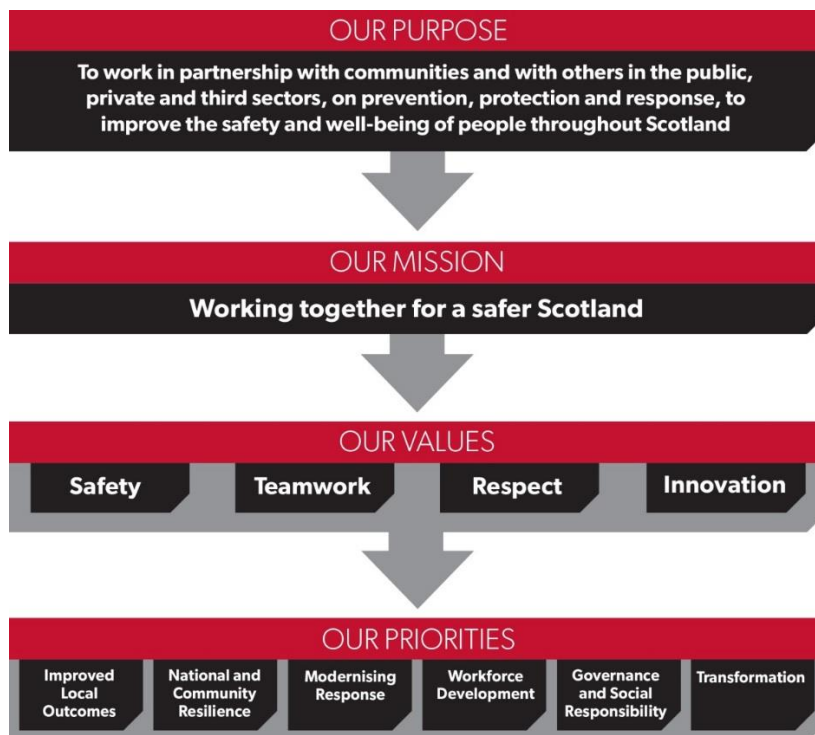 OUR PURPOSE
To work in partnership with communities and with others in the public,
private and third sectors, on prevention, protection and response, to
improve the safety and well-being of people throughout Scotland
OUR MISSION
Working together for a safer Scotland
OUR VALUES
Safety
Teamwork
Respect
Innovation
OUR PRIORITIES
Improved
Local
Outcomes
National and
Community
Resilience
Modernising
Response
Workforce
Development
Governance
and Social
Responsibility
Transformation